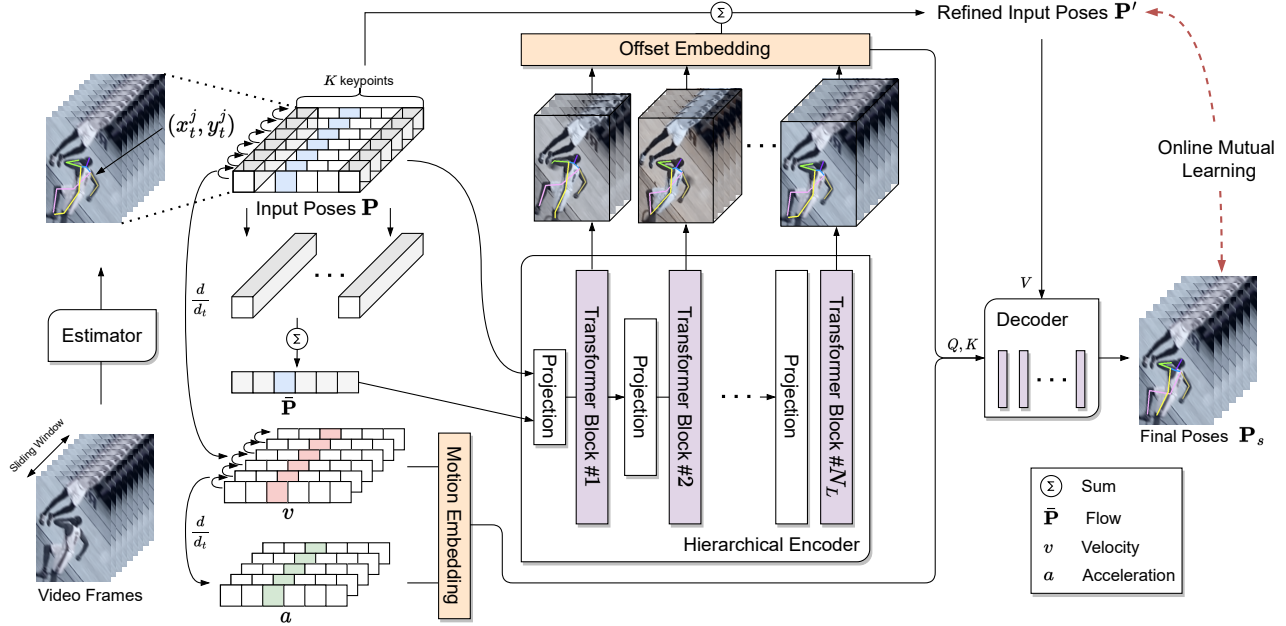 Σ
Refined Input Poses P′
Offset Embedding
K keypoints
(x_t^j, y_t^j)
Input Poses P
Online Mutual
Learning
d/d_t
Estimator
Σ
P̄
Projection
Transformer Block #1
Projection
Transformer Block #2
Projection
Transformer Block #N_L
Hierarchical Encoder
V
Decoder
Q, K
Final Poses P_s
Sliding Window
Video Frames
v
d/d_t
a
Motion Embedding
Σ Sum
P̄ Flow
v Velocity
a Acceleration